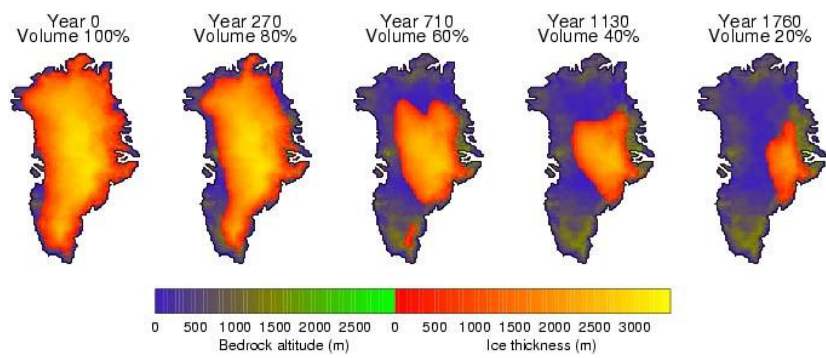 Year 0
Volume 100%
Year 270
Volume 80%
Year 710
Volume 60%
Year 1130
Volume 40%
Year 1760
Volume 20%
0 500 1000 1500 2000 2500 0 500 1000 1500 2000 2500 3000
Bedrock altitude (m) Ice thickness (m)